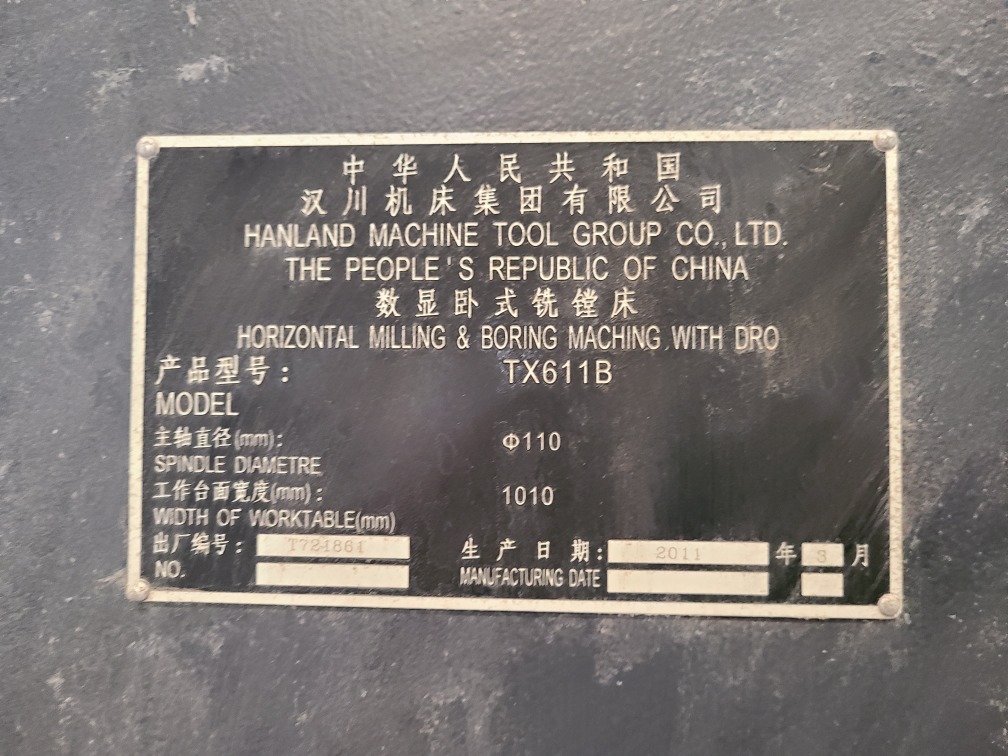 中华人民共和国
汉川机床集团有限公司
HANLAND MACHINE TOOL GROUP CO., LTD.
THE PEOPLE'S REPUBLIC OF CHINA
数显卧式铣镗床
HORIZONTAL MILLING & BORING MACHING WITH DRO
产品型号: TX611B
MODEL
主轴直径(mm): Φ110
SPINDLE DIAMETRE
工作台面宽度(mm): 1010
WIDTH OF WORKTABLE(mm)
出厂编号: T724861 生产日期: 2011 年 3 月
NO. MANUFACTURING DATE